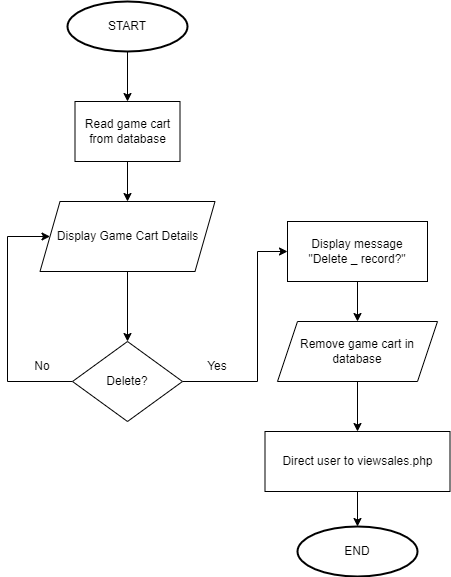 START
Read game cart
from database
Display Game Cart Details
Delete?
No
Yes
Display message
"Delete _ record?"
Remove game cart in
database
Direct user to viewsales.php
END